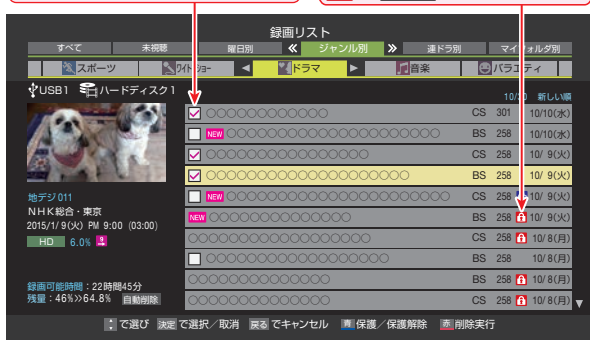 録画リスト
すべて 未視聴 曜日別 ≪ ジャンル別 ≫ 連ドラ別 マイフォルダ別
スポーツ ワイドショー ◀ ドラマ ▶ 音楽 バラエティ
USB1 ハードディスク1
10/30 新しい順
○○○○○○○○○○○○ CS 301 10/10(水)
NEW ○○○○○○○○○○○○○○○○○○○○○○ BS 258 10/10(水)
○○○○○○○○○○○○○○○○ CS 258 10/ 9(火)
○○○○○○○○○○○○○○○○○○○○ BS 258 10/ 9(火)
NEW ○○○○○○○○○○○○○○○○○○○○○○ CS 258 10/ 9(火)
NEW ○○○○○○○○○○○○○○ BS 258 10/ 9(火)
○○○○○○○○○○○○○○○○○○ CS 258 10/ 8(月)
○○○○○○○○○○○○○○○○ BS 258 10/ 8(月)
○○○○○○○○○○○○○○ BS 258 10/ 8(月)
○○○○○○○○○○○○○○○○ CS 258 10/ 8(月) ▼
地デジ 011
NHK総合・東京
2015/1/ 9(火) PM 9:00 (03:00)
HD 6.0%
録画可能時間：22時間45分
残量：46%≫64.8% 自動削除
で選び 決定 で選択／取消 戻る でキャンセル 青 保護／保護解除 赤 削除実行